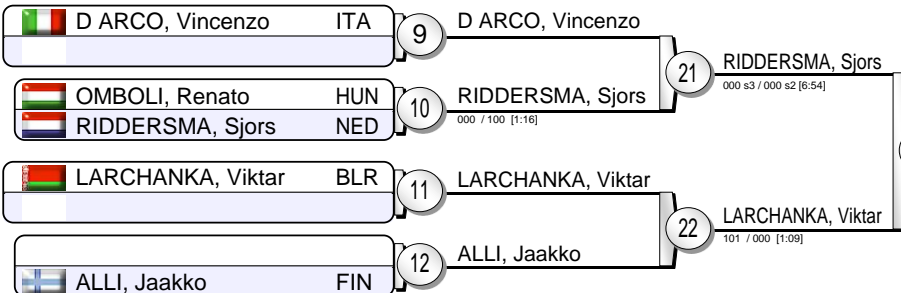 D ARCO, Vincenzo ITA
9
D ARCO, Vincenzo
21
RIDDERSMA, Sjors
000 s3 / 000 s2 [6:54]
OMBOLI, Renato HUN
RIDDERSMA, Sjors NED
10
RIDDERSMA, Sjors
000 / 100 [1:16]
LARCHANKA, Viktar BLR
11
LARCHANKA, Viktar
22
LARCHANKA, Viktar
101 / 000 [1:09]
ALLI, Jaakko FIN
12
ALLI, Jaakko